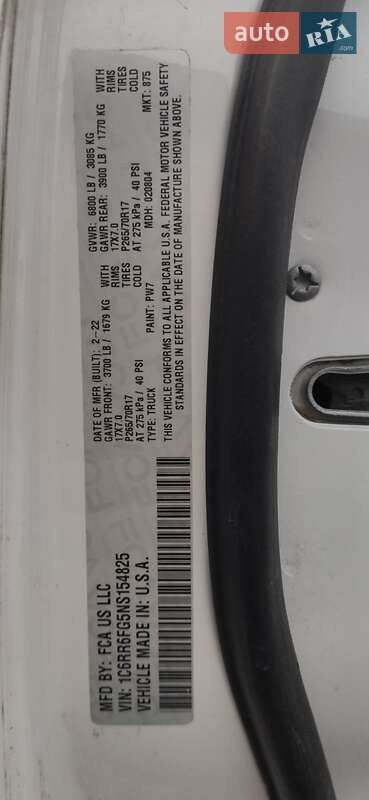 MFD BY: FCA US LLC
VIN: 1C6RR6FG5NS154825
VEHICLE MADE IN: U.S.A.
DATE OF MFR (BUILT): 2-22
GAWR FRONT: 3700 LB / 1679 KG WITH
17X7.0 RIMS
P265/70R17 TIRES
AT 275 kPa / 40 PSI COLD
TYPE: TRUCK PAINT: PW7
GVWR: 6800 LB / 3085 KG
GAWR REAR: 3900 LB / 1770 KG WITH
17X7.0 RIMS
P265/70R17 TIRES
AT 275 kPa / 40 PSI COLD
MDH: 020804 MKT: 875
THIS VEHICLE CONFORMS TO ALL APPLICABLE U.S.A. FEDERAL MOTOR VEHICLE SAFETY
STANDARDS IN EFFECT ON THE DATE OF MANUFACTURE SHOWN ABOVE.
auto RIA .com